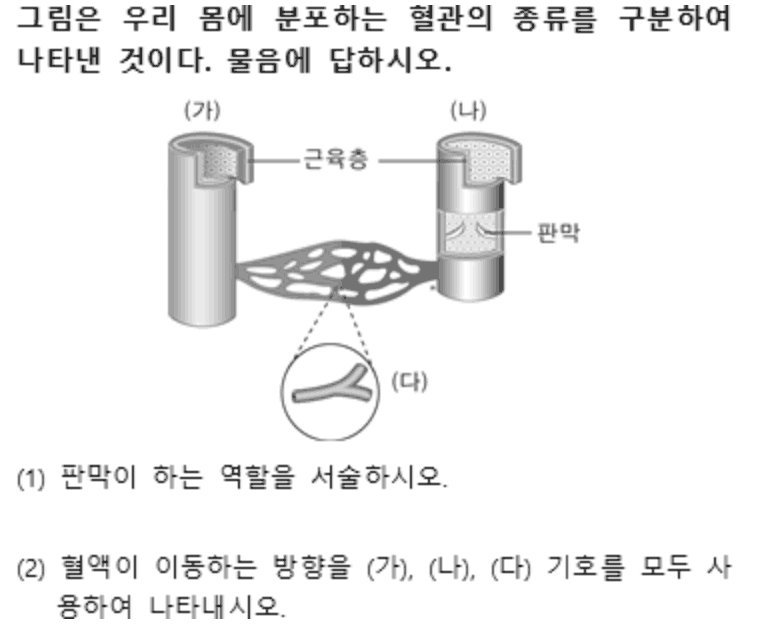 그림은 우리 몸에 분포하는 혈관의 종류를 구분하여
나타낸 것이다. 물음에 답하시오.
(가) (나)
근육층
판막
(다)
(1) 판막이 하는 역할을 서술하시오.
(2) 혈액이 이동하는 방향을 (가), (나), (다) 기호를 모두 사
용하여 나타내시오.